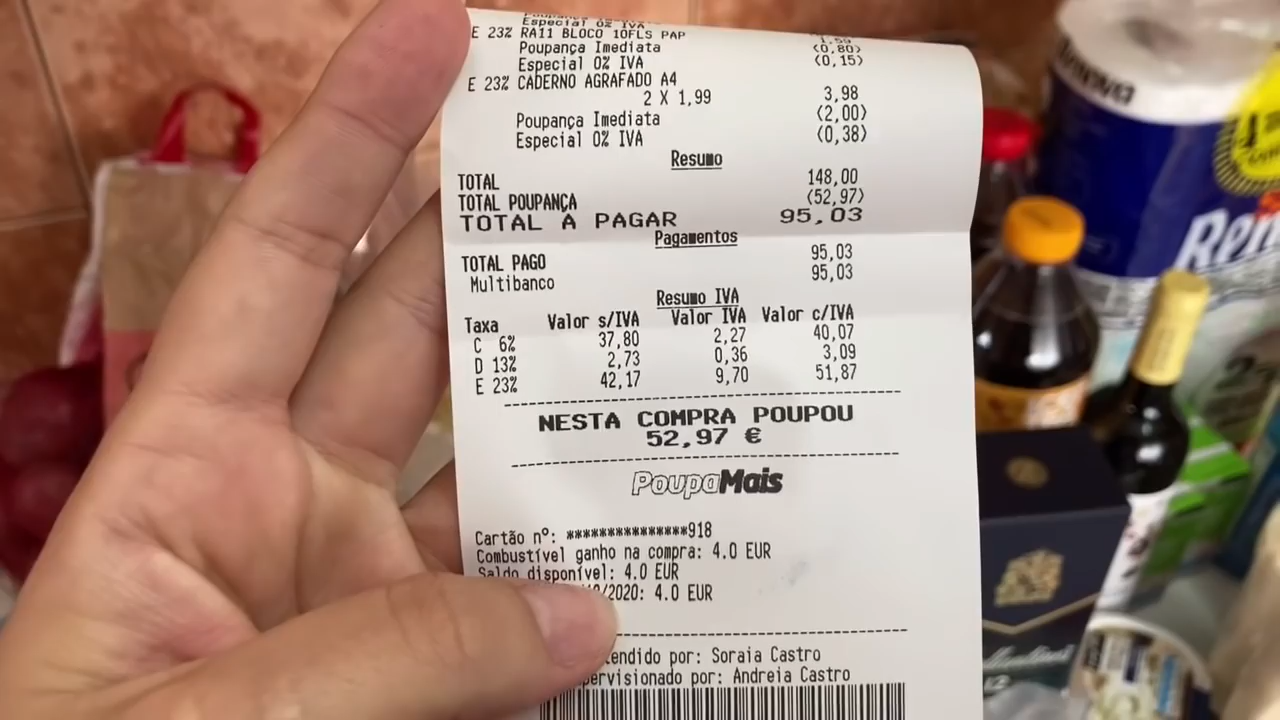 Especial 0% IVA
E 23% RA11 BLOCO 10FLS PAP 1,59
Poupança Imediata (0,80)
Especial 0% IVA (0,15)
E 23% CADERNO AGRAFADO A4
2 X 1,99 3,98
Poupança Imediata (2,00)
Especial 0% IVA (0,38)
Resumo
TOTAL 148,00
TOTAL POUPANÇA (52,97)
TOTAL A PAGAR 95,03
Pagamentos
TOTAL PAGO 95,03
Multibanco 95,03
Resumo IVA
Taxa Valor s/IVA Valor IVA Valor c/IVA
C 6% 37,80 2,27 40,07
D 13% 2,73 0,36 3,09
E 23% 42,17 9,70 51,87
NESTA COMPRA POUPOU
52,97 €
PoupaMais
Cartão nº: ***************918
Combustível ganho na compra: 4.0 EUR
Saldo disponível: 4.0 EUR
/2020: 4.0 EUR
tendido por: Soraia Castro
pervisionado por: Andreia Castro
Ren